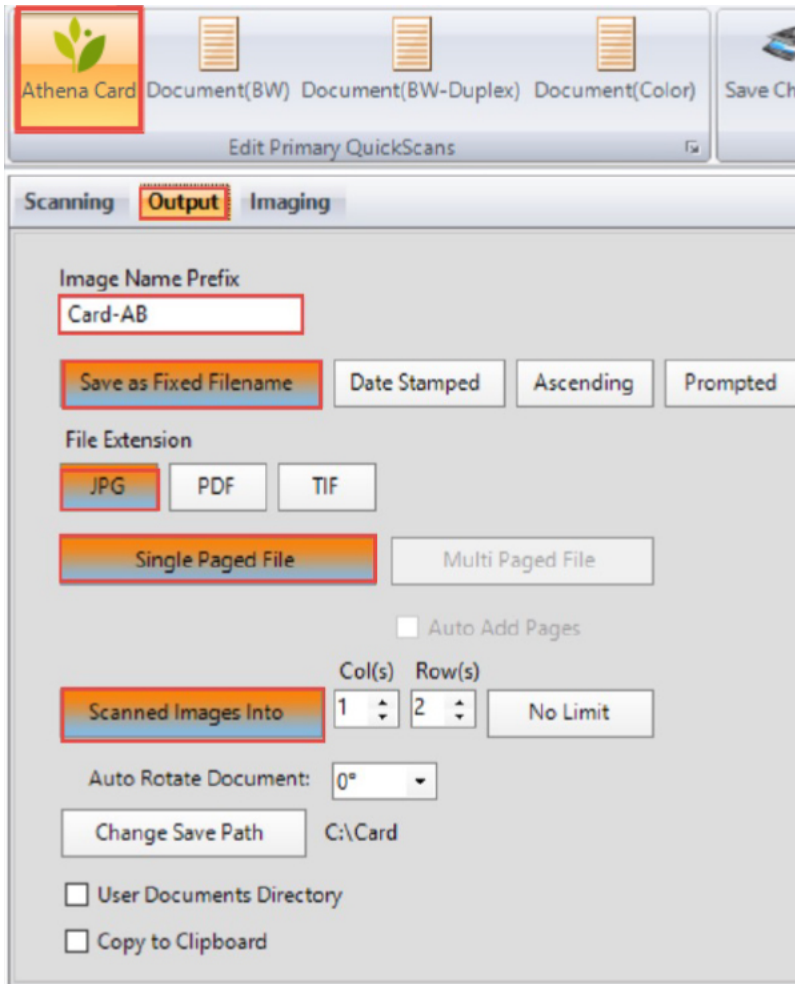 Athena Card Document(BW) Document(BW-Duplex) Document(Color) Save Ch
Edit Primary QuickScans
Scanning Output Imaging
Image Name Prefix
Card-AB
Save as Fixed Filename Date Stamped Ascending Prompted
File Extension
JPG PDF TIF
Single Paged File Multi Paged File
Auto Add Pages
Col(s) Row(s)
Scanned Images Into 1 2 No Limit
Auto Rotate Document: 0°
Change Save Path C:\Card
User Documents Directory
Copy to Clipboard